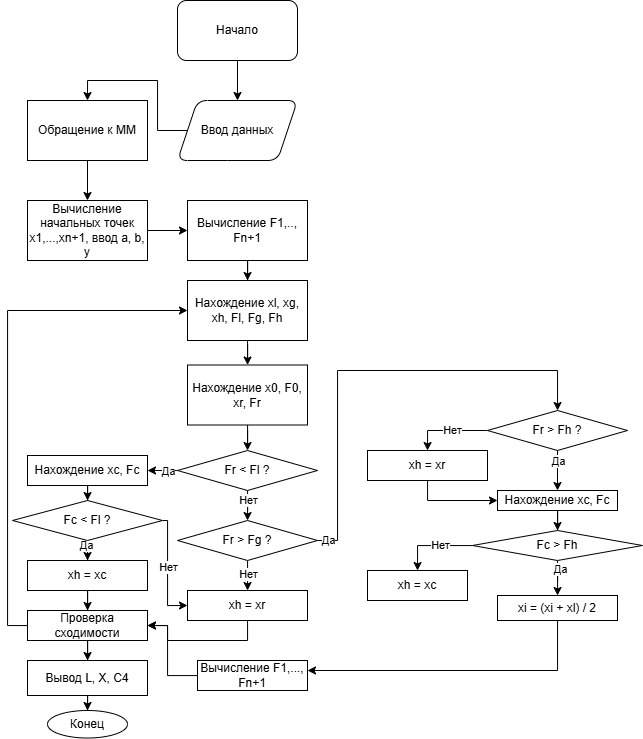 Начало
Ввод данных
Обращение к ММ
Вычисление
начальных точек
x1,...,xn+1, ввод a, b,
y
Вычисление F1,..,
Fn+1
Нахождение xl, xg,
xh, Fl, Fg, Fh
Нахождение x0, F0,
xr, Fr
Fr < Fl ?
Да
Нет
Нахождение xc, Fc
Fc < Fl ?
Да
Нет
xh = xc
Fr > Fg ?
Да
Нет
xh = xr
Fr > Fh ?
Нет
Да
xh = xr
Нахождение xc, Fc
Fc > Fh
Нет
Да
xh = xc
xi = (xi + xl) / 2
Вычисление F1,...,
Fn+1
Проверка
сходимости
Вывод L, X, C4
Конец